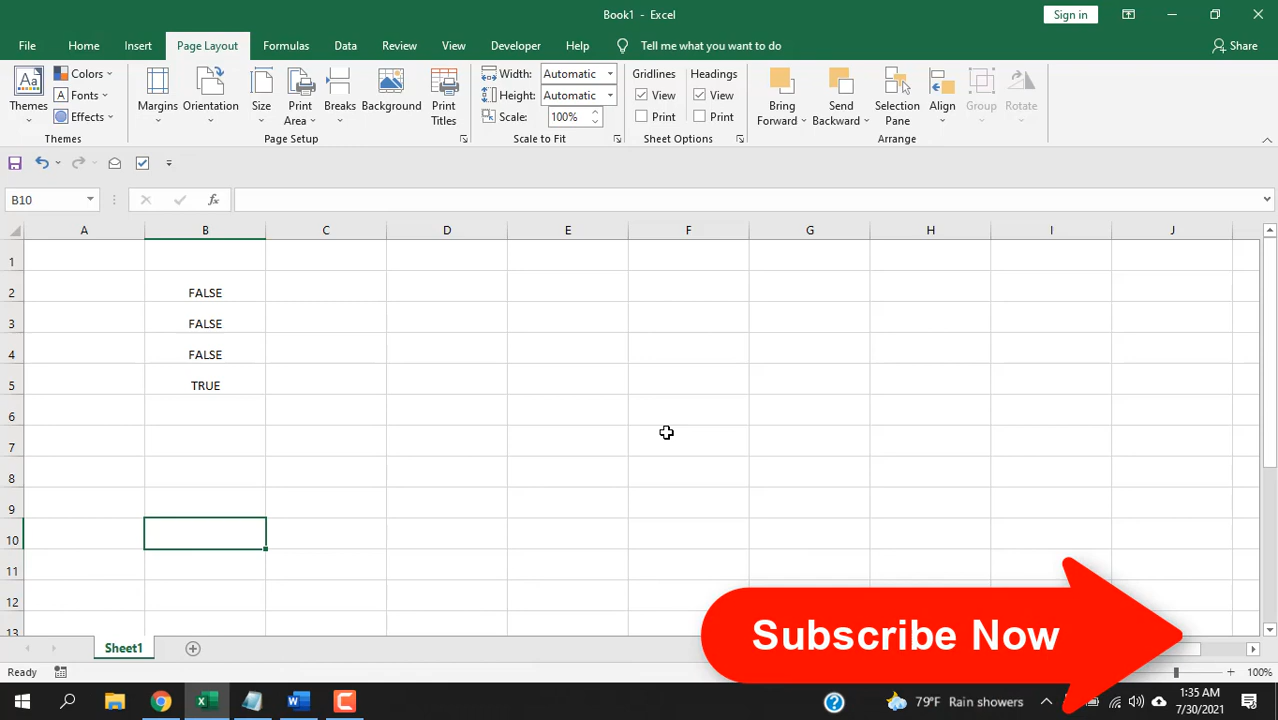 Book1 - Excel
Sign in
File Home Insert Page Layout Formulas Data Review View Developer Help Tell me what you want to do Share
Themes Colors Fonts Effects
Margins Orientation Size Print Area Breaks Background Print Titles
Width: Automatic
Height: Automatic
Scale: 100%
Gridlines View Print
Headings View Print
Bring Forward Send Backward Selection Pane Align Group Rotate
Themes Page Setup Scale to Fit Sheet Options Arrange
B10 fx
A B C D E F G H I J
1
2 FALSE
3 FALSE
4 FALSE
5 TRUE
6
7
8
9
10
11
12
13
Subscribe Now
Sheet1
Ready 100%
79°F Rain showers 1:35 AM
7/30/2021